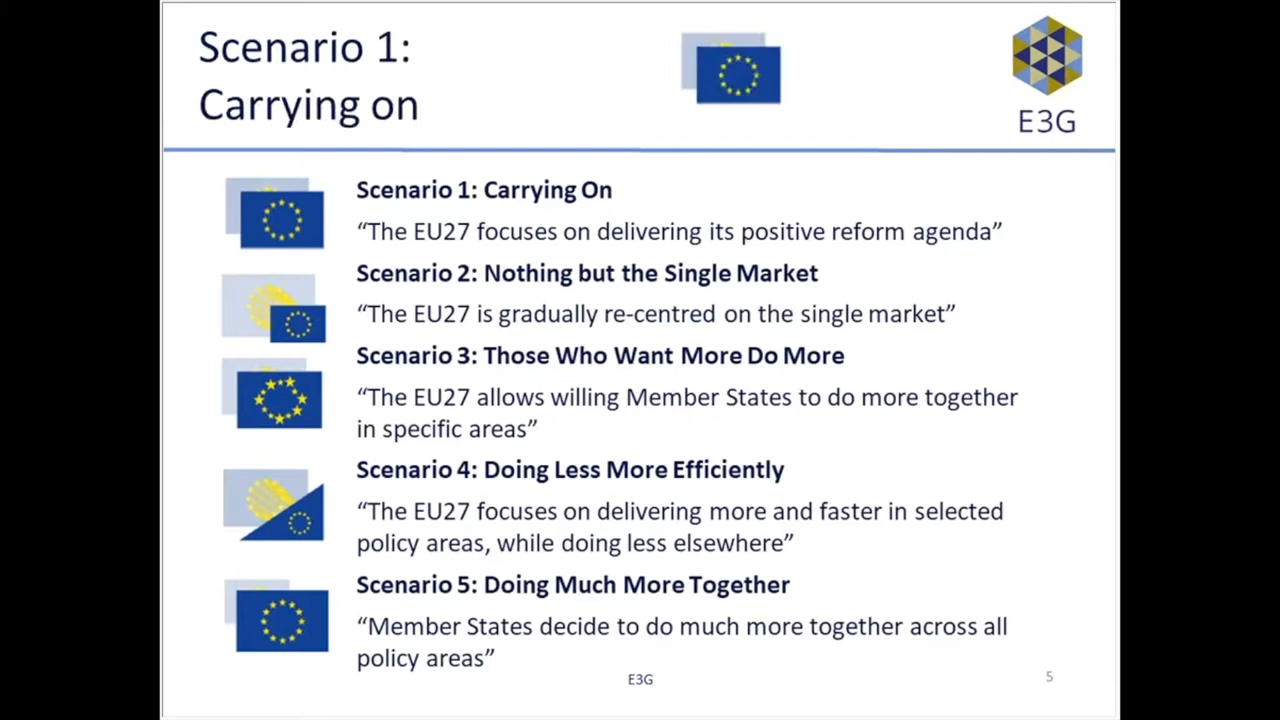 Scenario 1:
Carrying on
E3G
Scenario 1: Carrying On
“The EU27 focuses on delivering its positive reform agenda”
Scenario 2: Nothing but the Single Market
“The EU27 is gradually re-centred on the single market”
Scenario 3: Those Who Want More Do More
“The EU27 allows willing Member States to do more together
in specific areas”
Scenario 4: Doing Less More Efficiently
“The EU27 focuses on delivering more and faster in selected
policy areas, while doing less elsewhere”
Scenario 5: Doing Much More Together
“Member States decide to do much more together across all
policy areas”
E3G
5